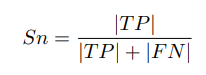 Sn = |TP| / (|TP| + |FN|)